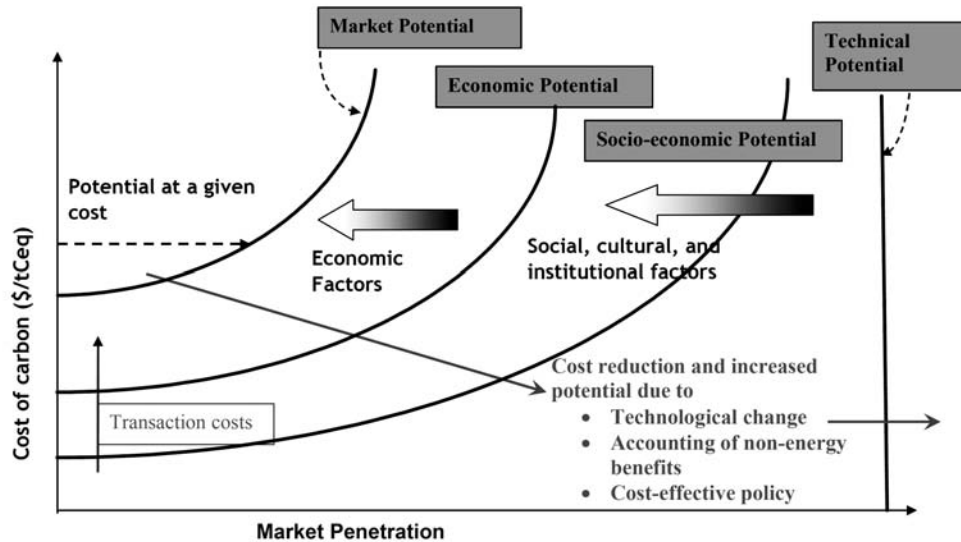 Market Potential
Technical
Potential
Economic Potential
Socio-economic Potential
Potential at a given
cost
Economic
Factors
Social, cultural, and
institutional factors
Cost of carbon ($/tCeq)
Transaction costs
Cost reduction and increased
potential due to
• Technological change
• Accounting of non-energy
benefits
• Cost-effective policy
Market Penetration